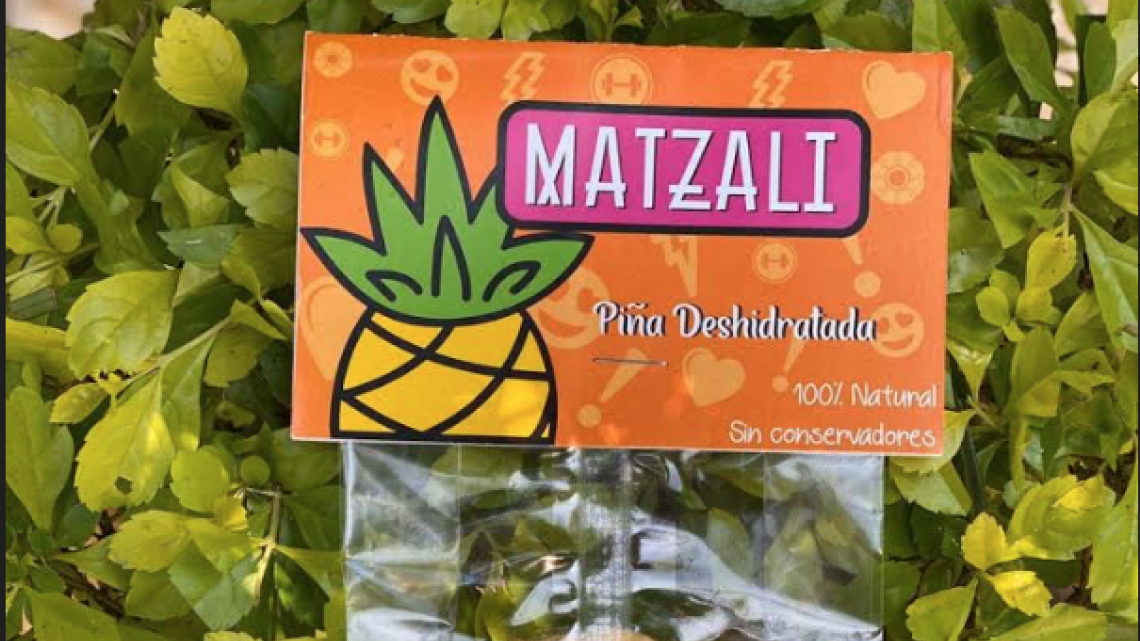 MATZALI
Piña Deshidratada
100% Natural
Sin conservadores